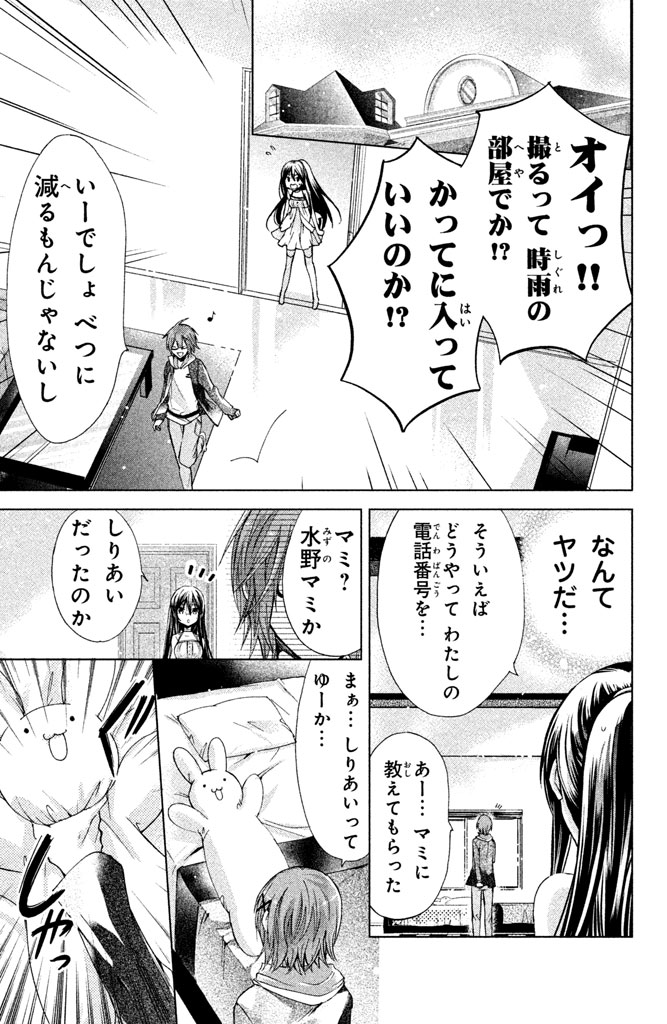 オイっ!!
撮るって 時雨の
部屋でか!?
かってに入って
いいのか!?
いーでしょ べつに
減るもんじゃないし
なんて
ヤツだ…
そういえば
どうやって わたしの
電話番号を…
あー… マミに
教えてもらった
マミ?
水野マミか
しりあい
だったのか
まぁ… しりあいって
ゆーか…
しゃっ